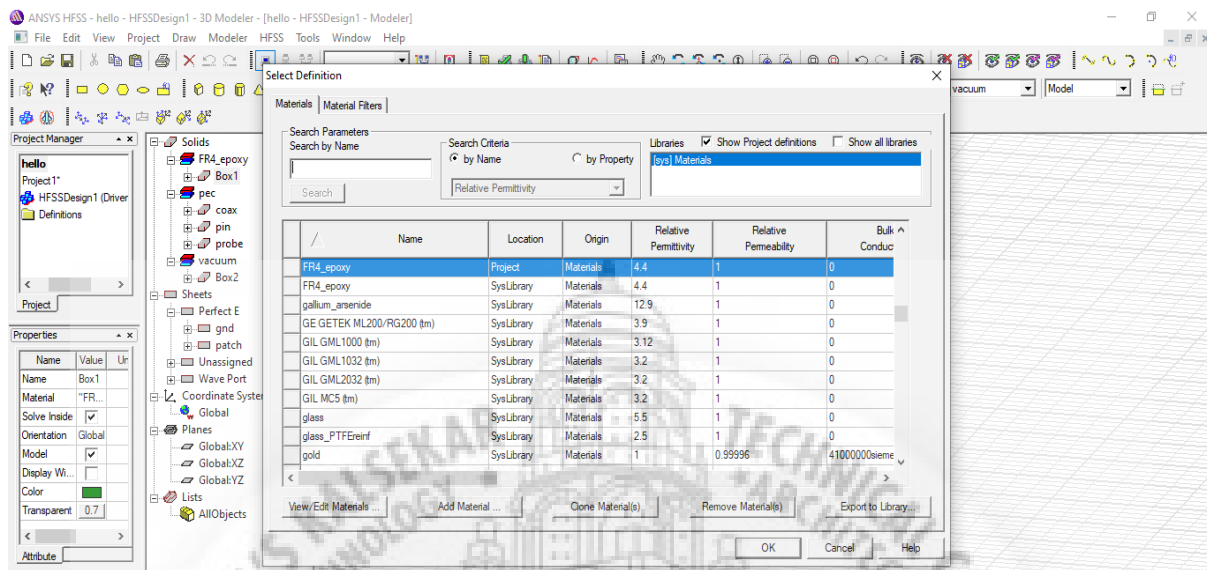 ANSYS HFSS - hello - HFSSDesign1 - 3D Modeler - [hello - HFSSDesign1 - Modeler]
File Edit View Project Draw Modeler HFSS Tools Window Help
vacuum Model
Project Manager
hello
Project1*
HFSSDesign1 (Driver
Definitions
Project
Properties
Name Value Ur
Name Box1
Material "FR...
Solve Inside
Orientation Global
Model
Display Wi...
Color
Transparent 0.7
Attribute
Solids
FR4_epoxy
Box1
pec
coax
pin
probe
vacuum
Box2
Sheets
Perfect E
gnd
patch
Unassigned
Wave Port
Coordinate System
Global
Planes
Global:XY
Global:XZ
Global:YZ
Lists
AllObjects
Select Definition
Materials Material Filters
Search Parameters
Search by Name
Search
Search Criteria
by Name by Property
Relative Permittivity
Libraries Show Project definitions Show all libraries
[sys] Materials
/ Name Location Origin Relative Permittivity Relative Permeability Bulk Conduc
FR4_epoxy Project Materials 4.4 1 0
FR4_epoxy SysLibrary Materials 4.4 1 0
gallium_arsenide SysLibrary Materials 12.9 1 0
GE GETEK ML200/RG200 (tm) SysLibrary Materials 3.9 1 0
GIL GML1000 (tm) SysLibrary Materials 3.12 1 0
GIL GML1032 (tm) SysLibrary Materials 3.2 1 0
GIL GML2032 (tm) SysLibrary Materials 3.2 1 0
GIL MC5 (tm) SysLibrary Materials 3.2 1 0
glass SysLibrary Materials 5.5 1 0
glass_PTFEreinf SysLibrary Materials 2.5 1 0
gold SysLibrary Materials 1 0.99996 41000000sieme
View/Edit Materials ... Add Material ... Clone Material(s) Remove Material(s) Export to Library...
OK Cancel Help
KALSEKAR TECHNICAL